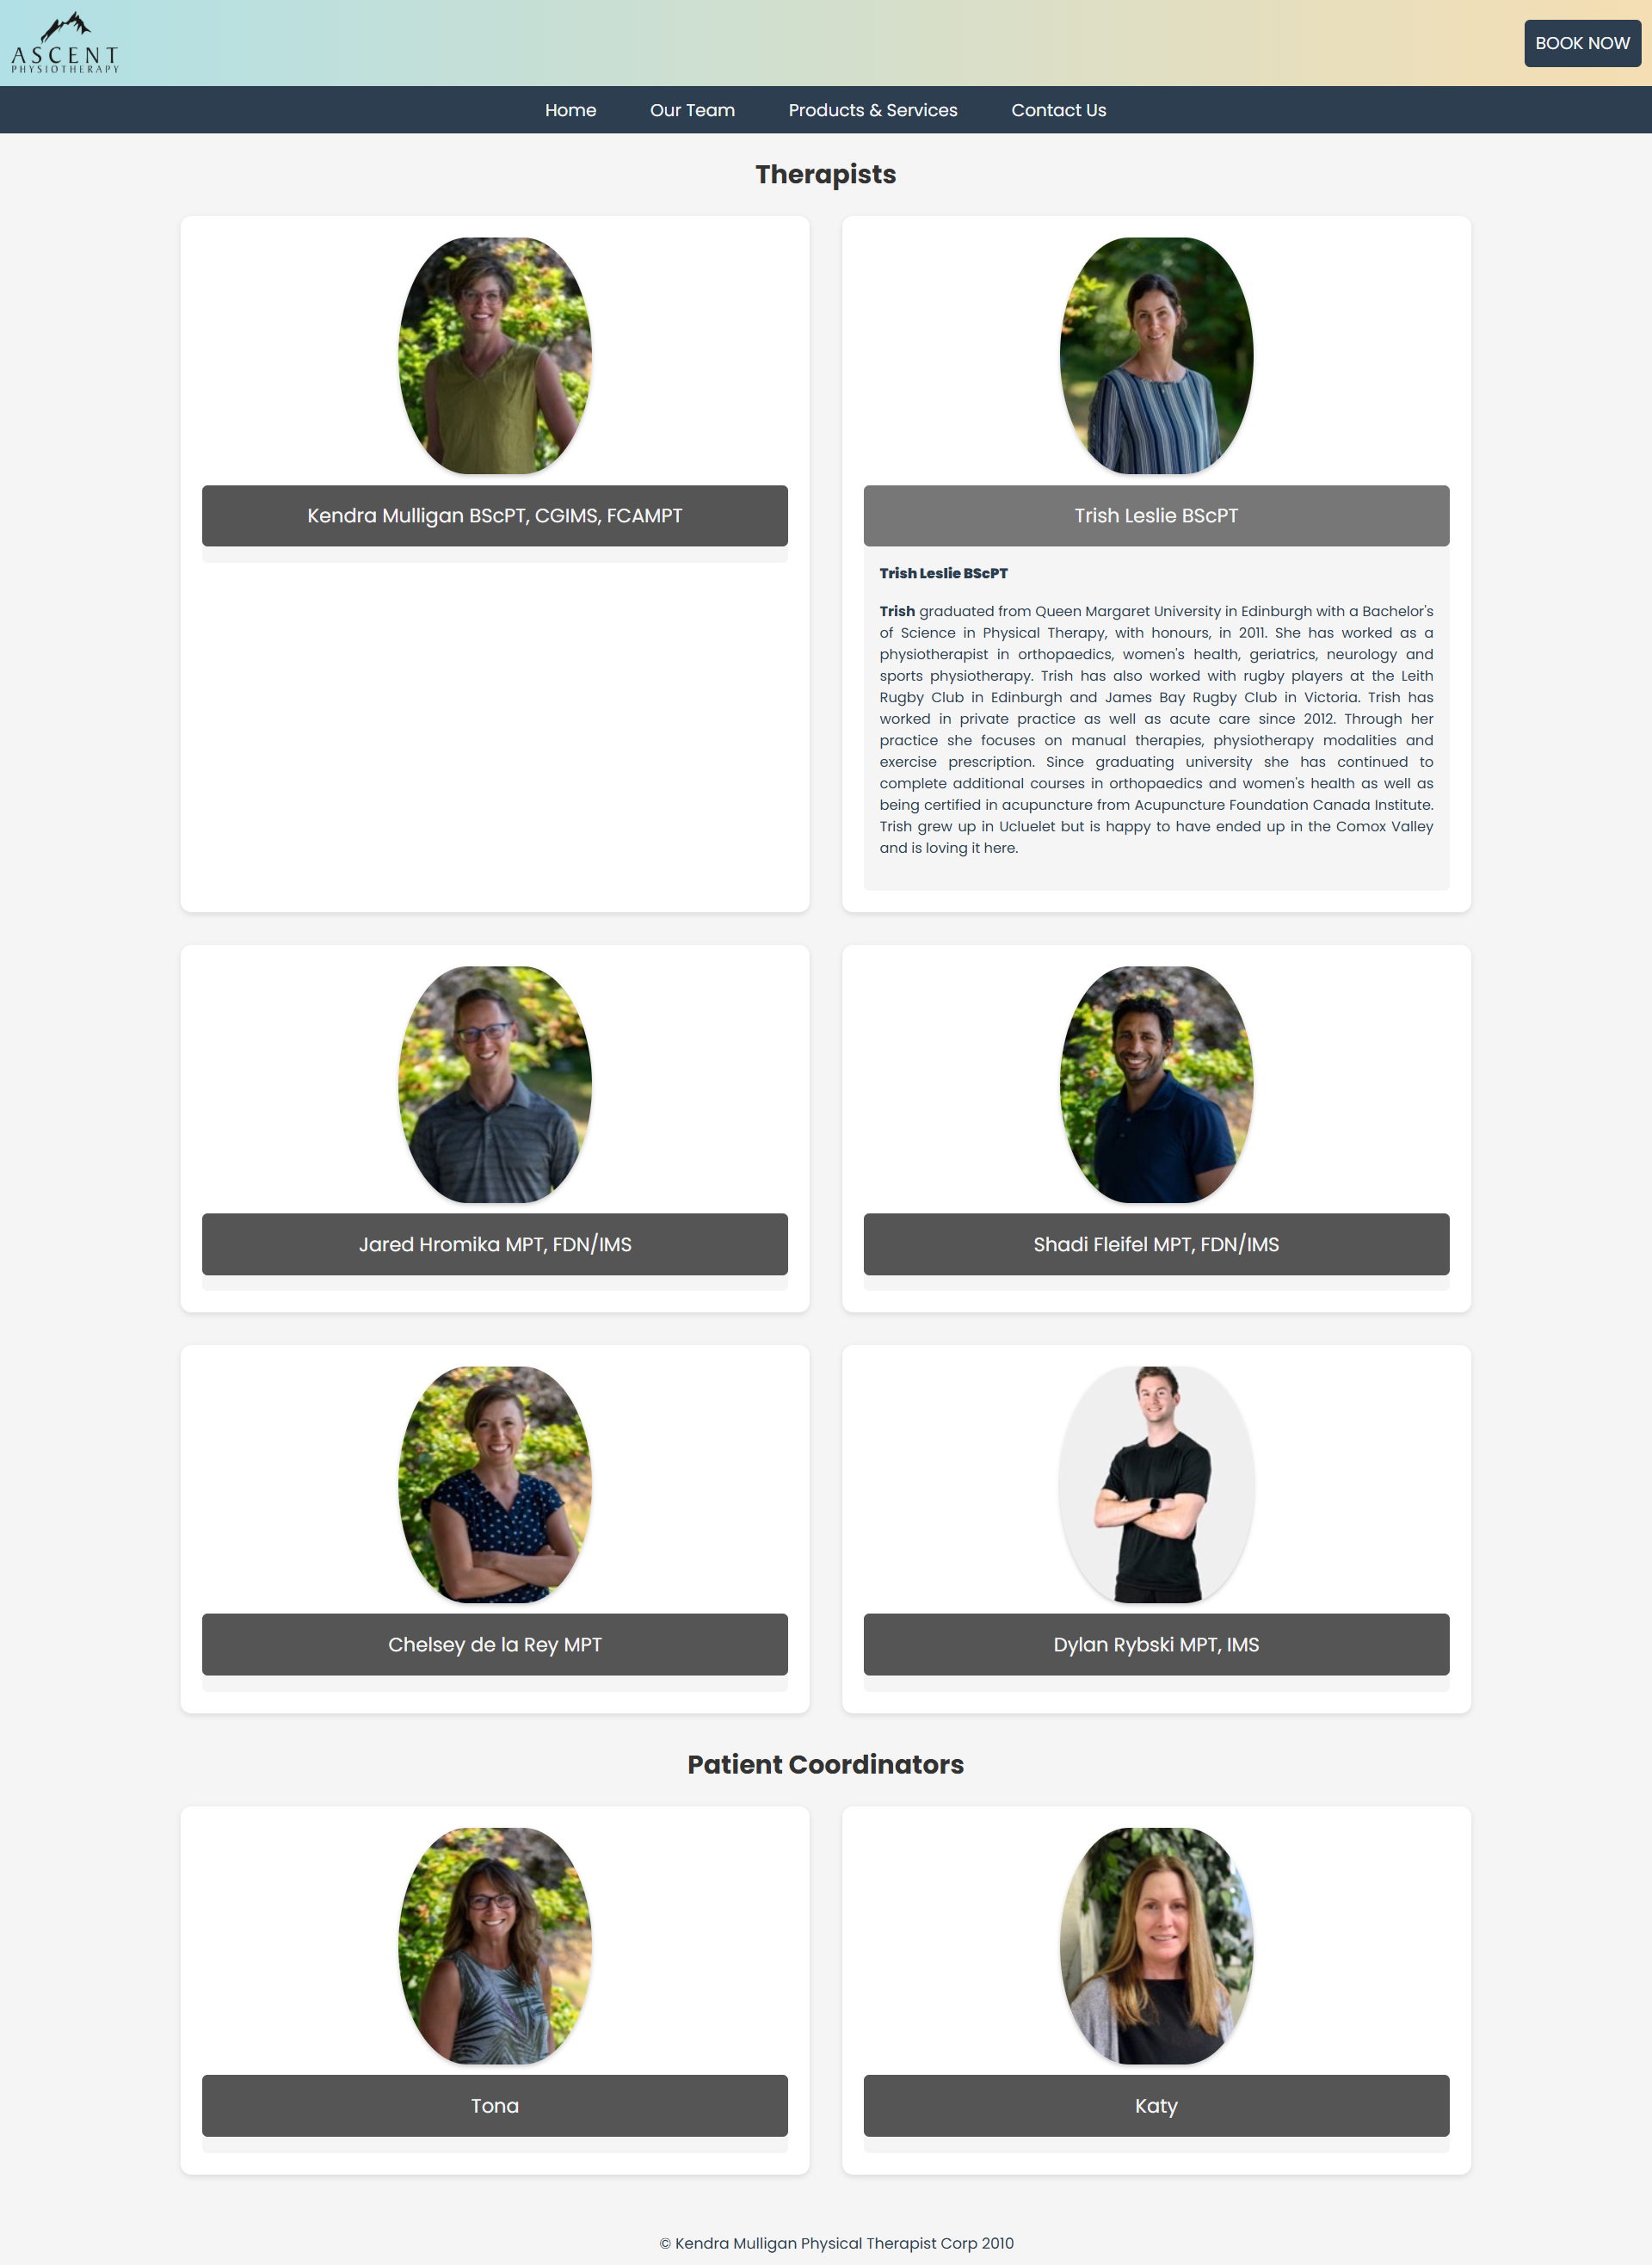 ASCENT
PHYSIOTHERAPY
BOOK NOW
Home Our Team Products & Services Contact Us
Therapists
Kendra Mulligan BScPT, CGIMS, FCAMPT
Trish Leslie BScPT
Trish Leslie BScPT
Trish graduated from Queen Margaret University in Edinburgh with a Bachelor's
of Science in Physical Therapy, with honours, in 2011. She has worked as a
physiotherapist in orthopaedics, women's health, geriatrics, neurology and
sports physiotherapy. Trish has also worked with rugby players at the Leith
Rugby Club in Edinburgh and James Bay Rugby Club in Victoria. Trish has
worked in private practice as well as acute care since 2012. Through her
practice she focuses on manual therapies, physiotherapy modalities and
exercise prescription. Since graduating university she has continued to
complete additional courses in orthopaedics and women's health as well as
being certified in acupuncture from Acupuncture Foundation Canada Institute.
Trish grew up in Ucluelet but is happy to have ended up in the Comox Valley
and is loving it here.
Jared Hromika MPT, FDN/IMS
Shadi Fleifel MPT, FDN/IMS
Chelsey de la Rey MPT
Dylan Rybski MPT, IMS
Patient Coordinators
Tona
Katy
© Kendra Mulligan Physical Therapist Corp 2010